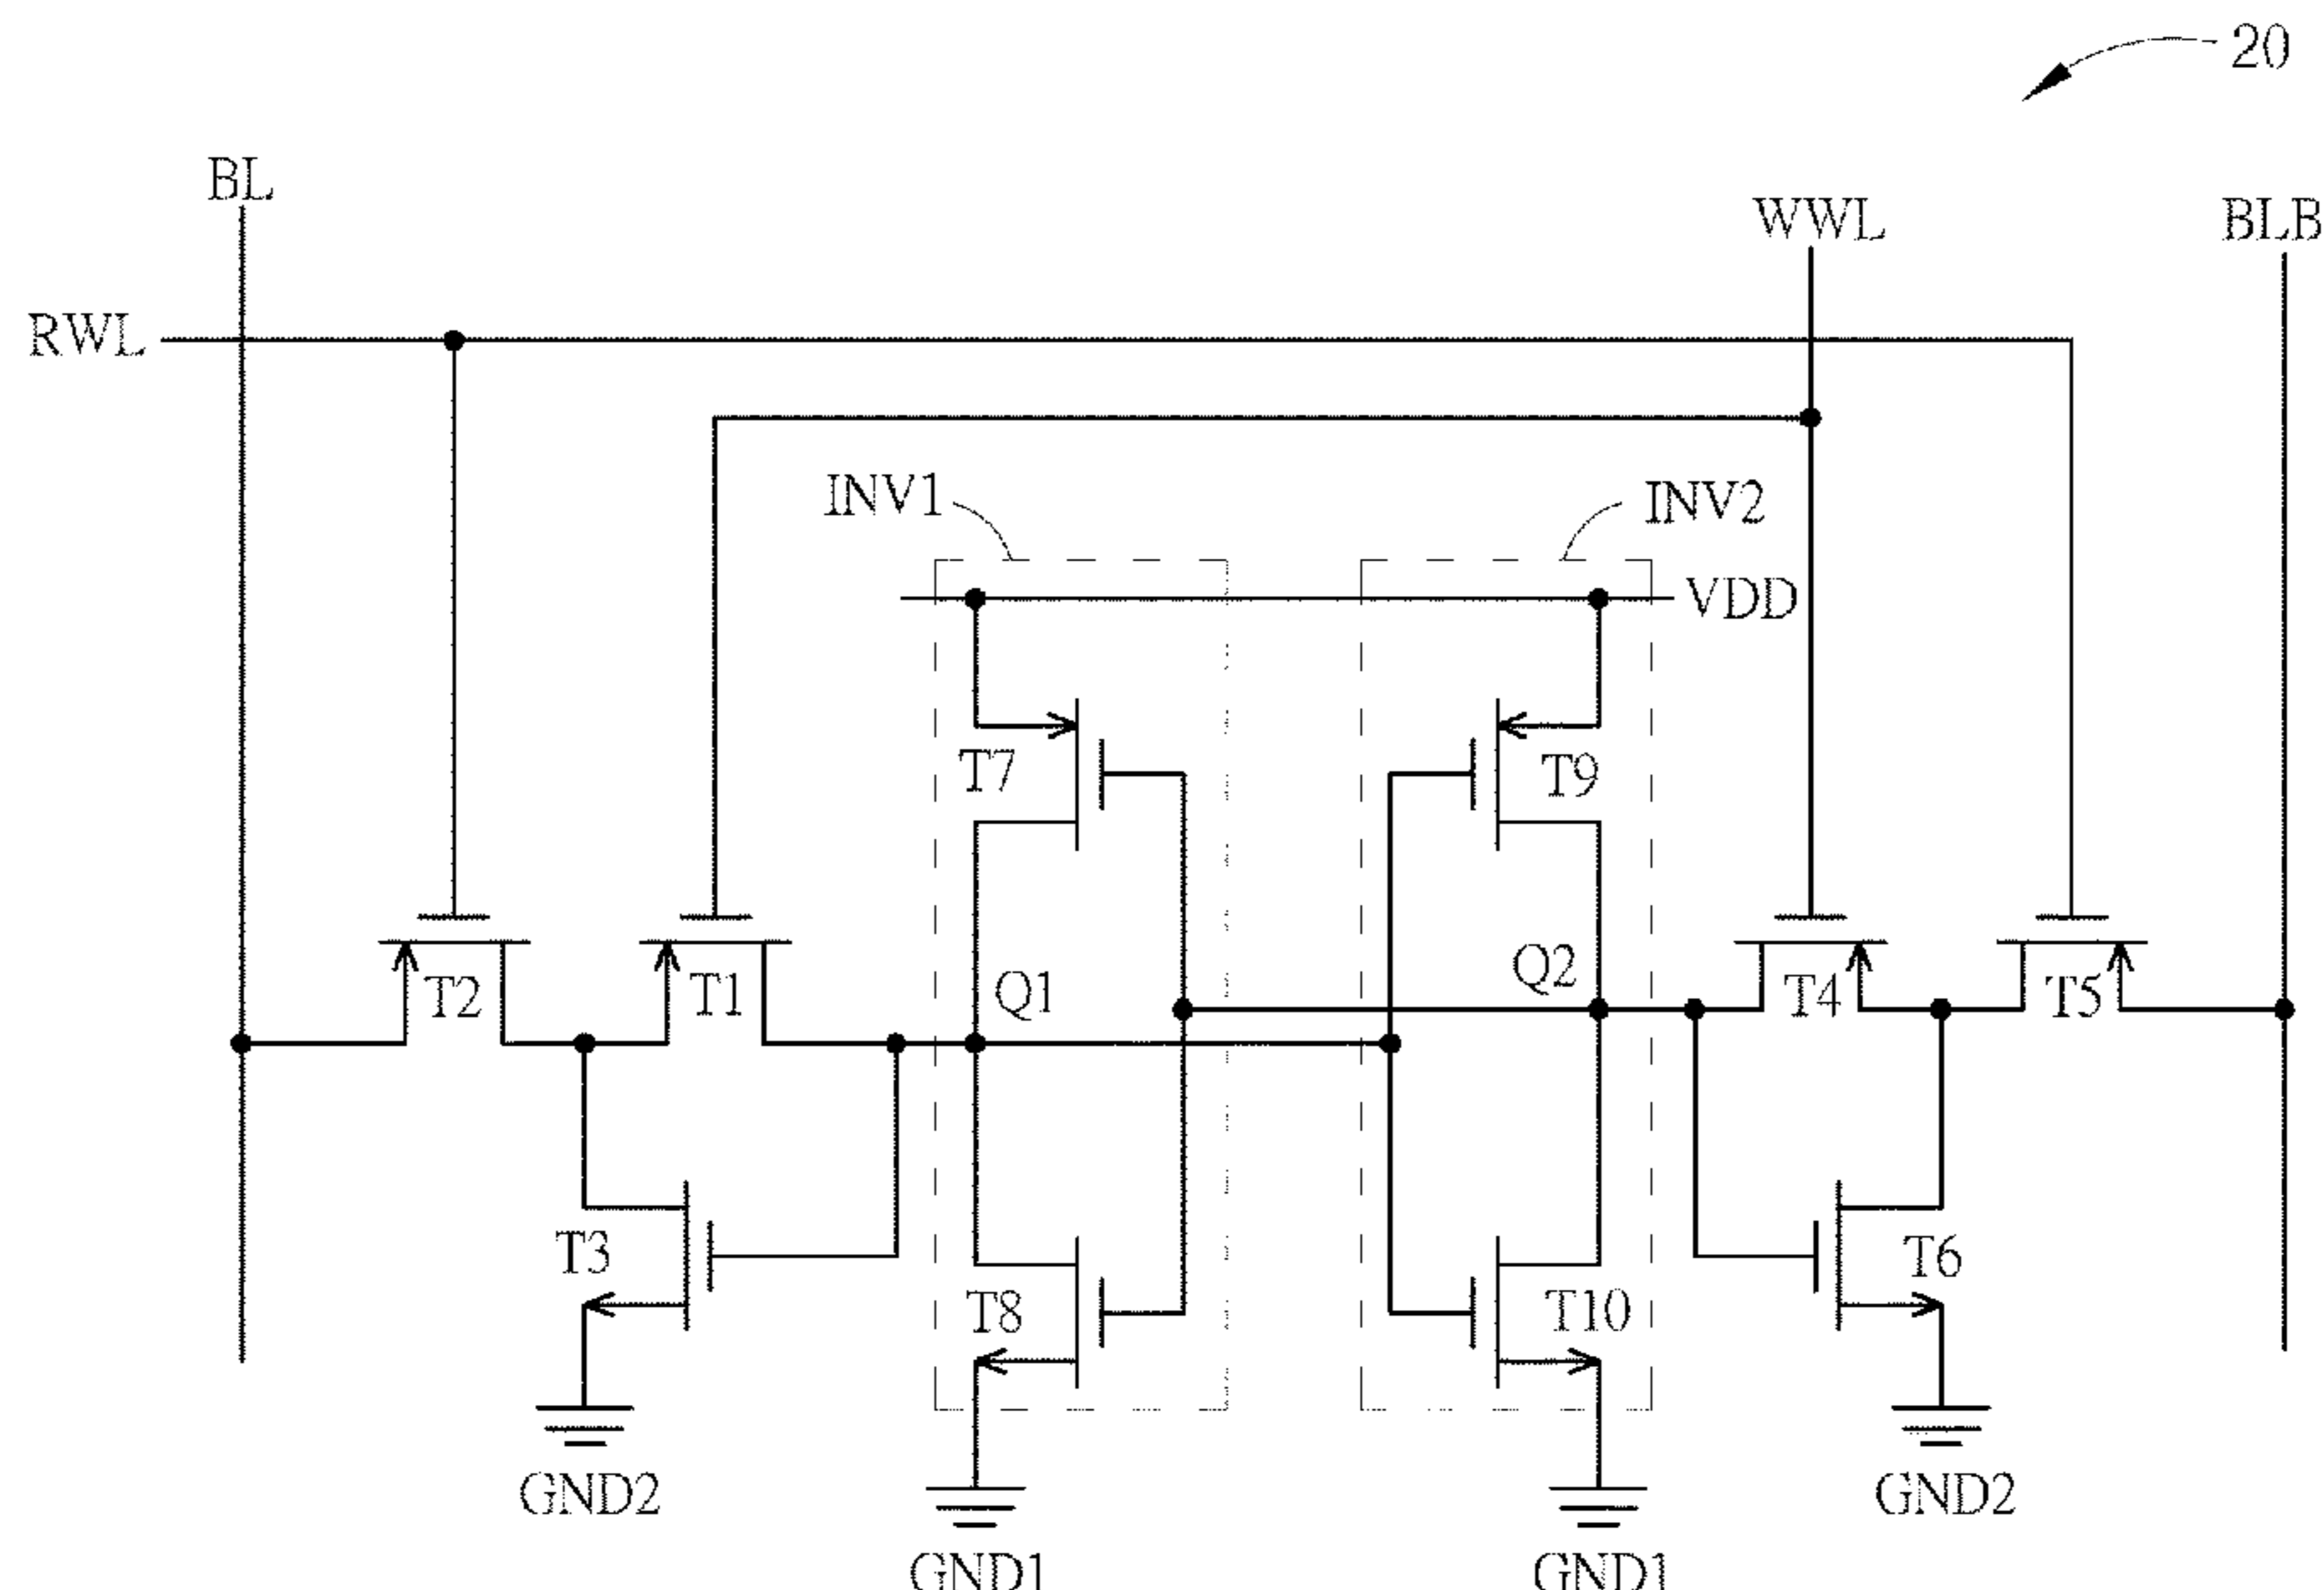 20
BL
WWL
BLB
RWL
INV1
INV2
VDD
T7
T9
T2
T1
Q1
Q2
T4
T5
T3
T8
T10
T6
GND2
GND2
GND1
GND1